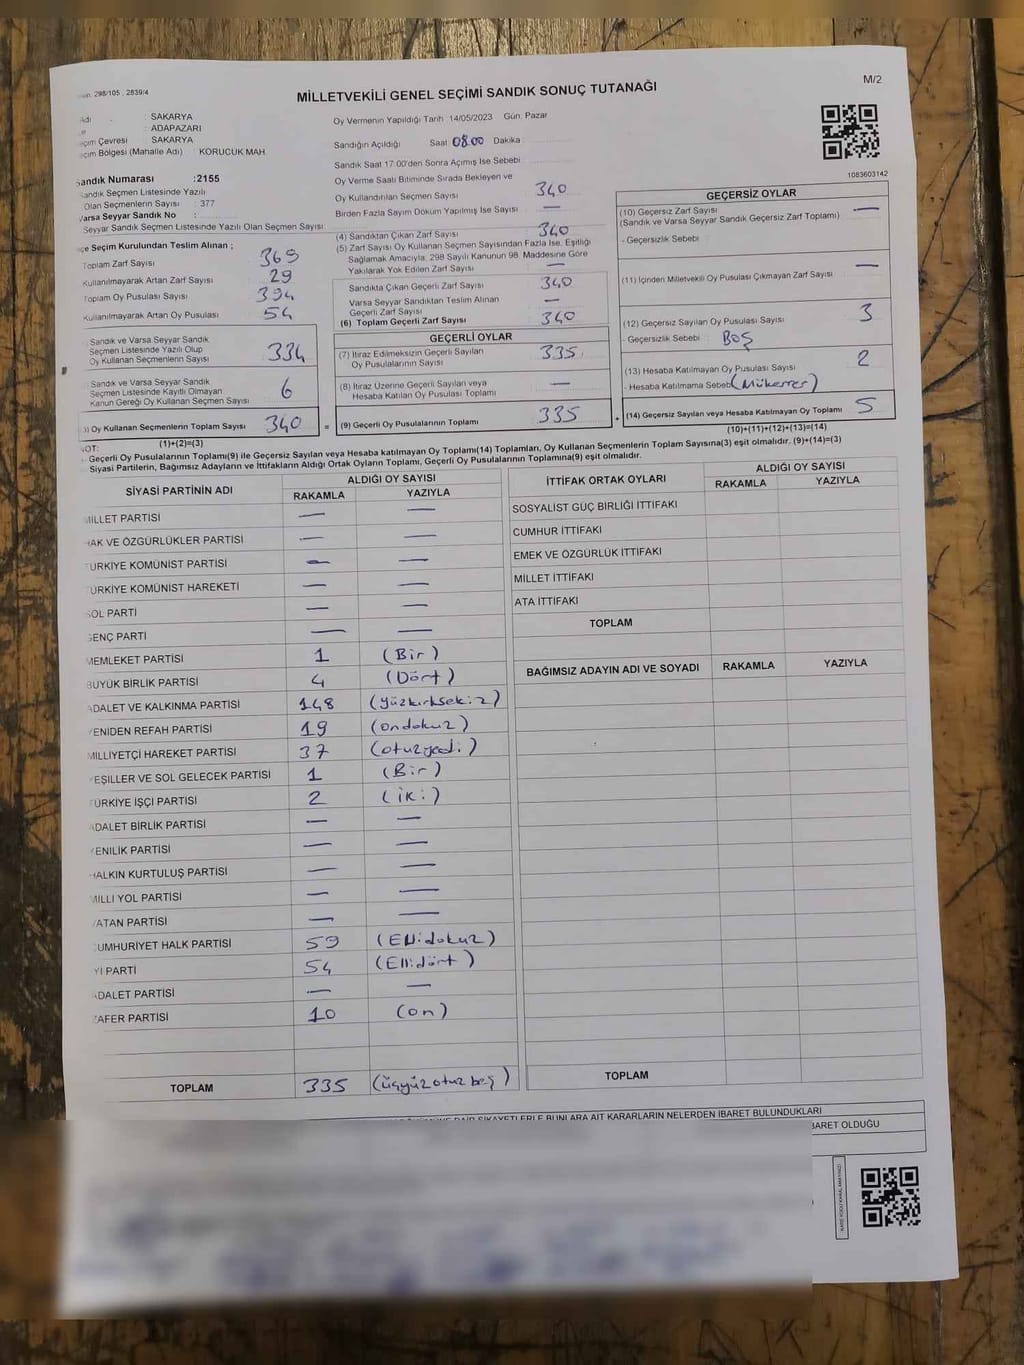 298/105 , 2839/4
MİLLETVEKİLİ GENEL SEÇİMİ SANDIK SONUÇ TUTANAĞI
M/2
: SAKARYA
: ADAPAZARI
Çevresi : SAKARYA
Bölgesi (Mahalle Adı) : KORUCUK MAH.
Sandık Numarası :2155
Sandık Seçmen Listesinde Yazılı
Olan Seçmenlerin Sayısı : 377
Varsa Seyyar Sandık No :
Seyyar Sandık Seçmen Listesinde Yazılı Olan Seçmen Sayısı:
Oy Vermenin Yapıldığı Tarih :14/05/2023 Gün: Pazar
Sandığın Açıldığı Saat 08.00 Dakika :
Sandık Saat 17:00'den Sonra Açımış İse Sebebi
Oy Verme Saati Bitiminde Sırada Bekleyen ve
Oy Kullandırılan Seçmen Sayısı 340
Birden Fazla Sayım Döküm Yapılmış İse Sayısı —
1083603142
Seçim Kurulundan Teslim Alınan ;
Toplam Zarf Sayısı 369
Kullanılmayarak Artan Zarf Sayısı 29
Toplam Oy Pusulası Sayısı 394
Kullanılmayarak Artan Oy Pusulası 54
Sandık ve Varsa Seyyar Sandık
Seçmen Listesinde Yazılı Olup
Oy Kullanan Seçmenlerin Sayısı 334
Sandık ve Varsa Seyyar Sandık
Seçmen Listesinde Kayıtlı Olmayan
Kanun Gereği Oy Kullanan Seçmen Sayısı 6
Oy Kullanan Seçmenlerin Toplam Sayısı 340
(1)+(2)=(3)
(4) Sandıktan Çıkan Zarf Sayısı 340
(5) Zarf Sayısı Oy Kullanan Seçmen Sayısından Fazla İse, Eşitliği
Sağlamak Amacıyla, 298 Sayılı Kanunun 98. Maddesine Göre
Yakılarak Yok Edilen Zarf Sayısı —
Sandıkta Çıkan Geçerli Zarf Sayısı 340
Varsa Seyyar Sandıktan Teslim Alınan
Geçerli Zarf Sayısı —
(6) Toplam Geçerli Zarf Sayısı 340
GEÇERLİ OYLAR
(7) İtiraz Edilmeksizin Geçerli Sayılan
Oy Pusulalarının Sayısı 335
(8) İtiraz Üzerine Geçerli Sayılan veya
Hesaba Katılan Oy Pusulası Toplamı —
= (9) Geçerli Oy Pusulalarının Toplamı 335 +
GEÇERSİZ OYLAR
(10) Geçersiz Zarf Sayısı —
(Sandık ve Varsa Seyyar Sandık Geçersiz Zarf Toplamı)
- Geçersizlik Sebebi
(11) İçinden Milletvekili Oy Pusulası Çıkmayan Zarf Sayısı —
(12) Geçersiz Sayılan Oy Pusulası Sayısı 3
- Geçersizlik Sebebi Boş
(13) Hesaba Katılmayan Oy Pusulası Sayısı 2
- Hesaba Katılmama Sebebi (Mükerrer)
(14) Geçersiz Sayılan veya Hesaba Katılmayan Oy Toplamı 5
(10)+(11)+(12)+(13)=(14)
NOT:
Geçerli Oy Pusulaları Toplamı(9) ile Geçersiz Sayılan veya Hesaba katılmayan Oy Toplamı(14) Toplamları, Oy Kullanan Seçmenlerin Toplam Sayısına(3) eşit olmalıdır. (9)+(14)=(3)
Siyasi Partilerin, Bağımsız Adayların ve İttifakların Aldığı Ortak Oyların Toplamı, Geçerli Oy Pusulalarının Toplamına(9) eşit olmalıdır.
SİYASİ PARTİNİN ADI ALDIĞI OY SAYISI
RAKAMLA YAZIYLA
MİLLET PARTİSİ — —
HAK VE ÖZGÜRLÜKLER PARTİSİ — —
TÜRKİYE KOMÜNİST PARTİSİ — —
TÜRKİYE KOMÜNİST HAREKETİ — —
SOL PARTİ — —
GENÇ PARTİ — —
MEMLEKET PARTİSİ 1 (Bir)
BÜYÜK BİRLİK PARTİSİ 4 (Dört)
ADALET VE KALKINMA PARTİSİ 148 (yüzkırksekiz)
YENİDEN REFAH PARTİSİ 19 (ondokuz)
MİLLİYETÇİ HAREKET PARTİSİ 37 (otuzyedi)
YEŞİLLER VE SOL GELECEK PARTİSİ 1 (Bir)
TÜRKİYE İŞÇİ PARTİSİ 2 (iki)
ADALET BİRLİK PARTİSİ — —
YENİLİK PARTİSİ — —
HALKIN KURTULUŞ PARTİSİ — —
MİLLİ YOL PARTİSİ — —
VATAN PARTİSİ — —
CUMHURİYET HALK PARTİSİ 59 (Ellidokuz)
İYİ PARTİ 54 (Ellidört)
ADALET PARTİSİ — —
ZAFER PARTİSİ 10 (on)
TOPLAM 335 (üçyüzotuzbeş)
İTTİFAK ORTAK OYLARI ALDIĞI OY SAYISI
RAKAMLA YAZIYLA
SOSYALİST GÜÇ BİRLİĞİ İTTİFAKI
CUMHUR İTTİFAKI
EMEK VE ÖZGÜRLÜK İTTİFAKI
MİLLET İTTİFAKI
ATA İTTİFAKI
TOPLAM
BAĞIMSIZ ADAYIN ADI VE SOYADI RAKAMLA YAZIYLA
TOPLAM
DAİR ŞİKAYETLERLE BUNLARA AİT KARARLARIN NELERDEN İBARET BULUNDUKLARI
İBARET OLDUĞU